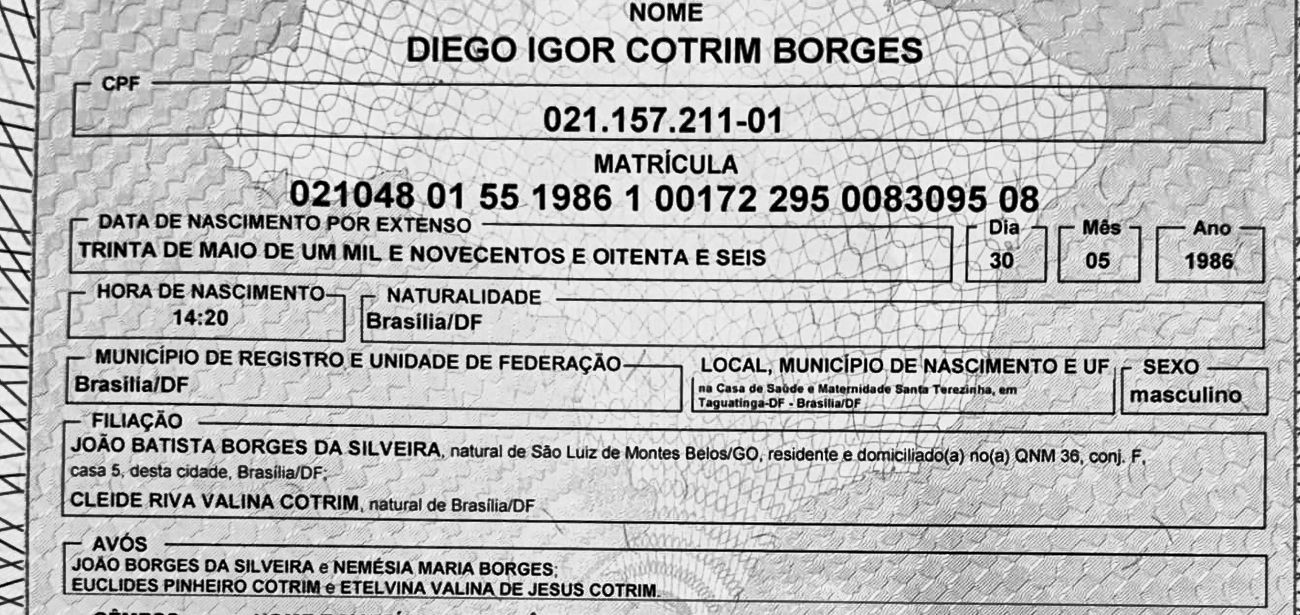 NOME
DIEGO IGOR COTRIM BORGES
CPF
021.157.211-01
MATRÍCULA
021048 01 55 1986 1 00172 295 0083095 08
DATA DE NASCIMENTO POR EXTENSO
TRINTA DE MAIO DE UM MIL E NOVECENTOS E OITENTA E SEIS
Dia
30
Mês
05
Ano
1986
HORA DE NASCIMENTO
14:20
NATURALIDADE
Brasília/DF
MUNICÍPIO DE REGISTRO E UNIDADE DE FEDERAÇÃO
Brasília/DF
LOCAL, MUNICÍPIO DE NASCIMENTO E UF
na Casa de Saúde e Maternidade Santa Terezinha, em
Taguatinga-DF - Brasília/DF
SEXO
masculino
FILIAÇÃO
JOÃO BATISTA BORGES DA SILVEIRA, natural de São Luiz de Montes Belos/GO, residente e domiciliado(a) no(a) QNM 36, conj. F,
casa 5, desta cidade, Brasília/DF;
CLEIDE RIVA VALINA COTRIM, natural de Brasília/DF
AVÓS
JOÃO BORGES DA SILVEIRA e NEMÉSIA MARIA BORGES;
EUCLIDES PINHEIRO COTRIM e ETELVINA VALINA DE JESUS COTRIM.